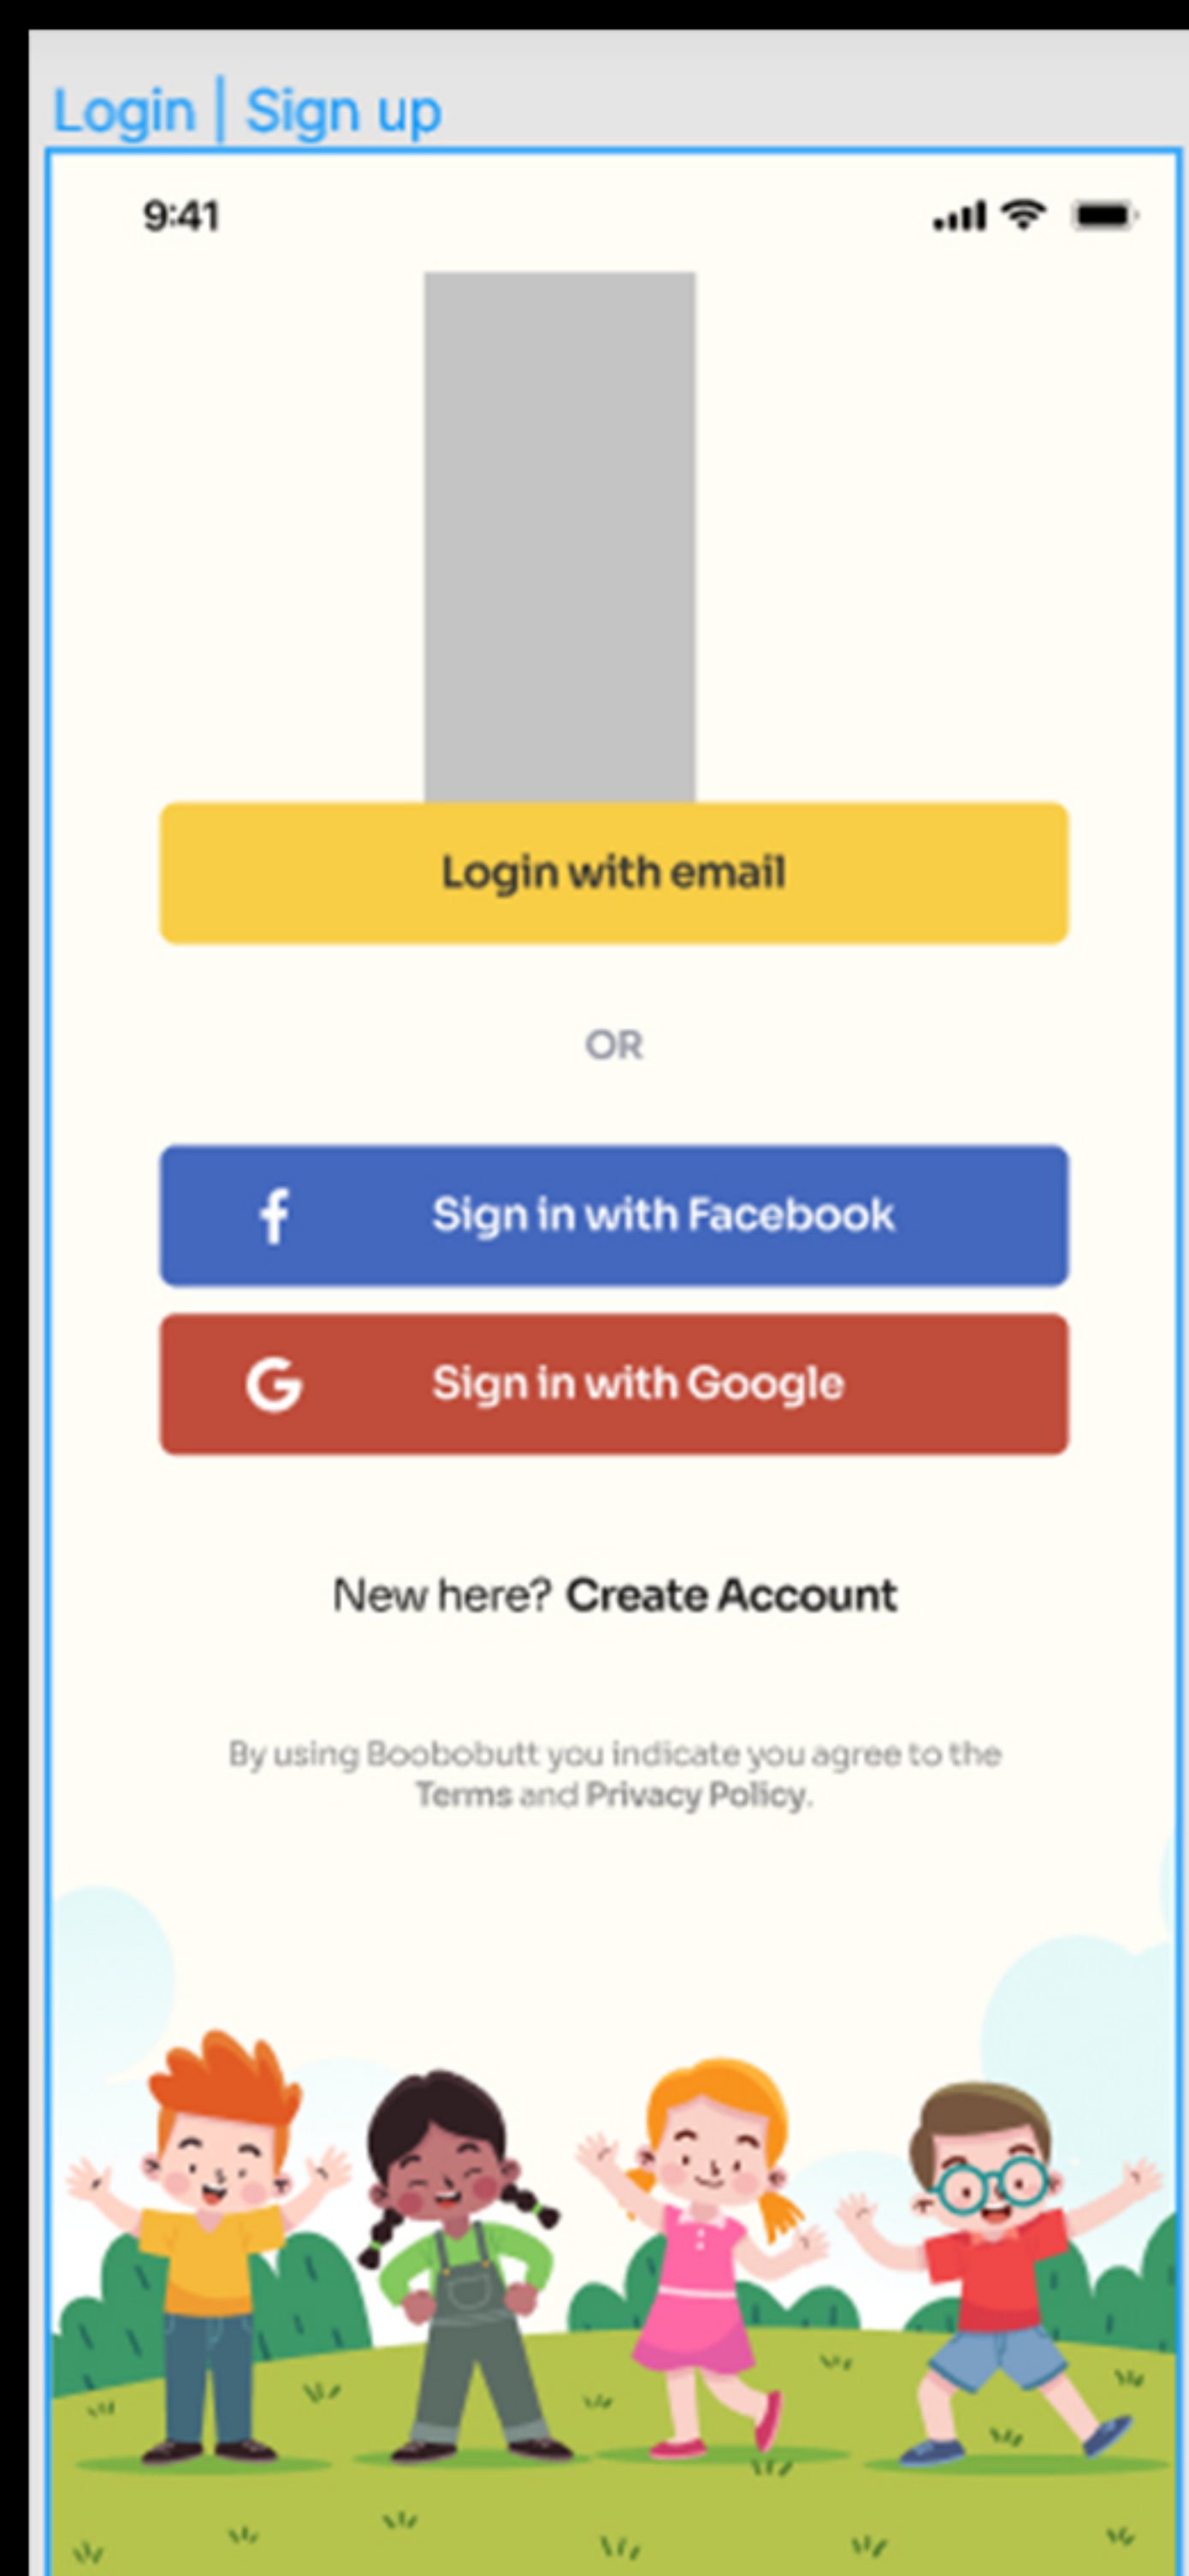 Login | Sign up
9:41
Login with email
OR
Sign in with Facebook
Sign in with Google
New here? Create Account
By using Boobobutt you indicate you agree to the
Terms and Privacy Policy.